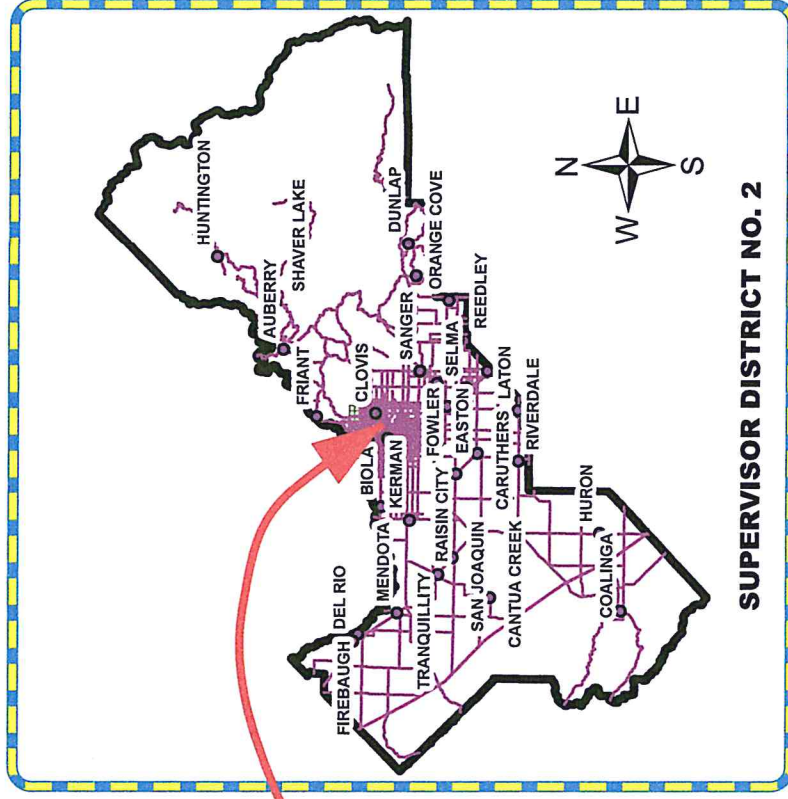 HUNTINGTON
SHAVER LAKE
AUBERRY
FRIANT
CLOVIS
DUNLAP
ORANGE COVE
SANGER
REEDLEY
SELMA
FOWLER
EASTON
LATON
CARUTHERS
RIVERDALE
BIOLA
KERMAN
RAISIN CITY
MENDOTA
DEL RIO
FIREBAUGH
TRANQUILLITY
SAN JOAQUIN
CANTUA CREEK
HURON
COALINGA
N
W
E
S
SUPERVISOR DISTRICT NO. 2